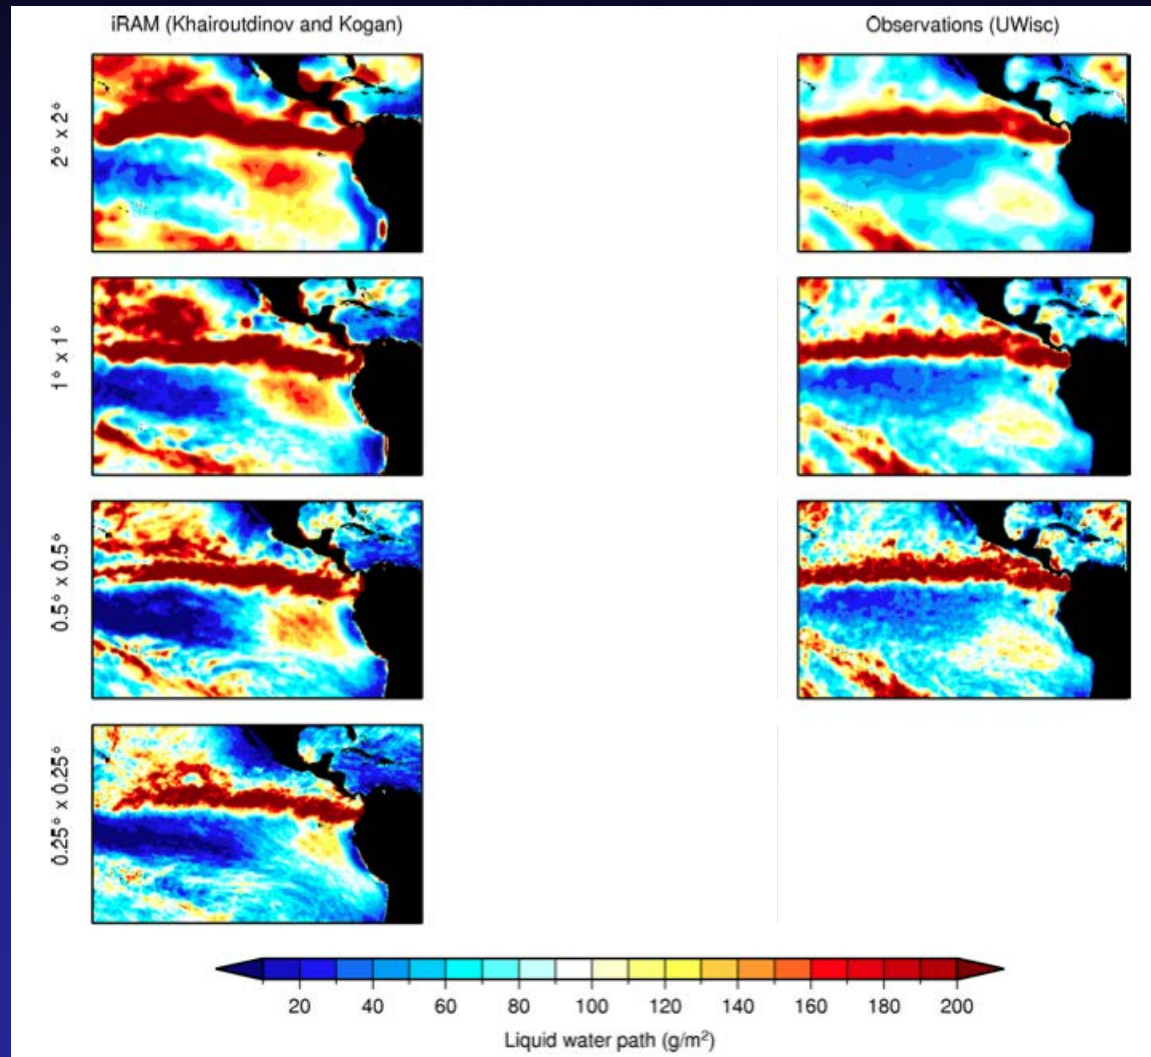 iRAM (Khairoutdinov and Kogan)
Observations (UWisc)
2° x 2°
1° x 1°
0.5° x 0.5°
0.25° x 0.25°
20 40 60 80 100 120 140 160 180 200
Liquid water path (g/m²)